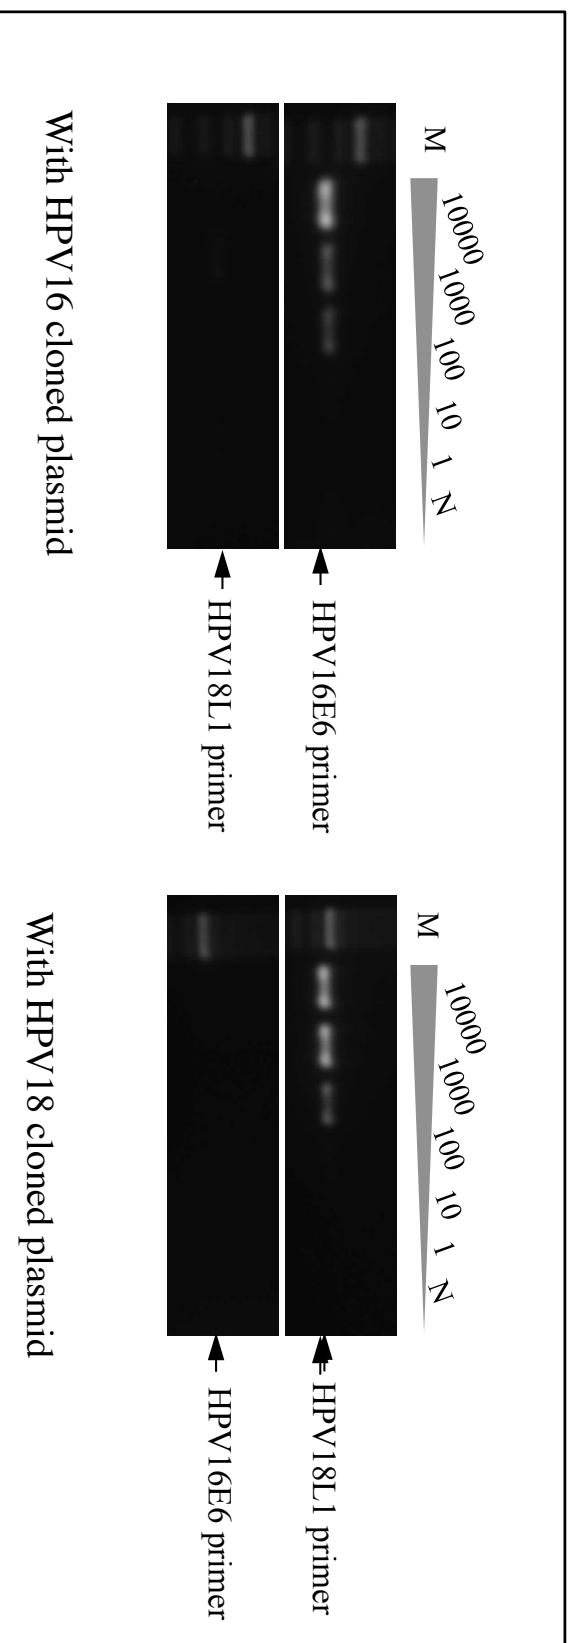 M 10000 1000 100 10 1 N
HPV16E6 primer
HPV18L1 primer
With HPV16 cloned plasmid
M 10000 1000 100 10 1 N
HPV18L1 primer
HPV16E6 primer
With HPV18 cloned plasmid